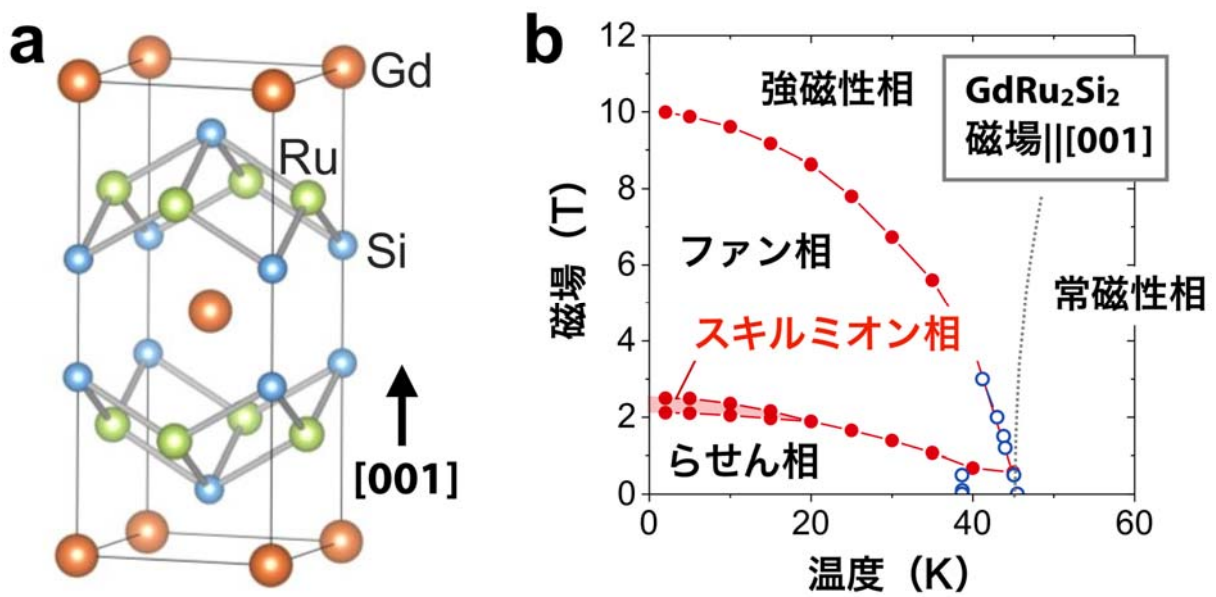 a
Gd
Ru
Si
[001]
b
12
10
8
6
4
2
0
磁場 (T)
強磁性相
GdRu₂Si₂
磁場||[001]
ファン相
常磁性相
スキルミオン相
らせん相
0
20
40
60
温度 (K)